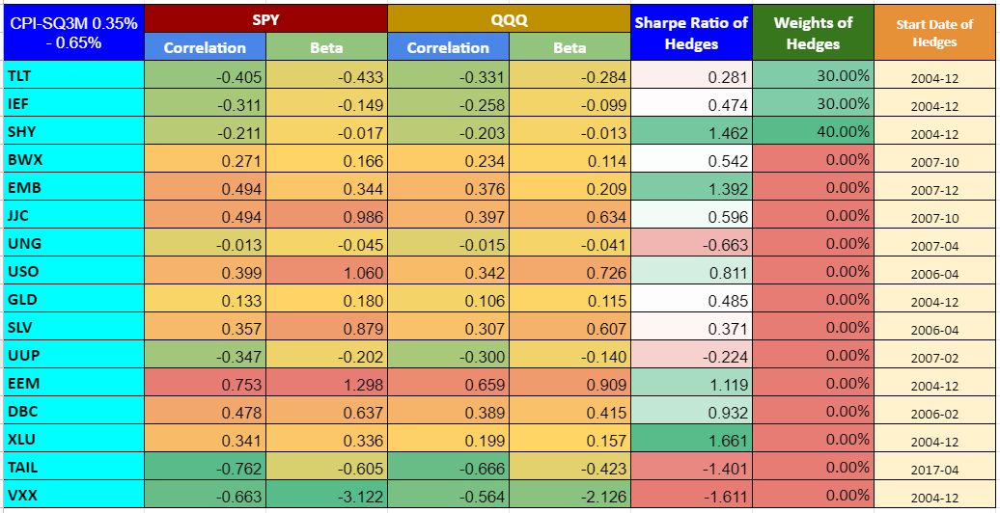 CPI-SQ3M 0.35% SPY QQQ Sharpe Ratio of Weights of Start Date of
- 0.65% Correlation Beta Correlation Beta Hedges Hedges Hedges
TLT -0.405 -0.433 -0.331 -0.284 0.281 30.00% 2004-12
IEF -0.311 -0.149 -0.258 -0.099 0.474 30.00% 2004-12
SHY -0.211 -0.017 -0.203 -0.013 1.462 40.00% 2004-12
BWX 0.271 0.166 0.234 0.114 0.542 0.00% 2007-10
EMB 0.494 0.344 0.376 0.209 1.392 0.00% 2007-12
JJC 0.494 0.986 0.397 0.634 0.596 0.00% 2007-10
UNG -0.013 -0.045 -0.015 -0.041 -0.663 0.00% 2007-04
USO 0.399 1.060 0.342 0.726 0.811 0.00% 2006-04
GLD 0.133 0.180 0.106 0.115 0.485 0.00% 2004-12
SLV 0.357 0.879 0.307 0.607 0.371 0.00% 2006-04
UUP -0.347 -0.202 -0.300 -0.140 -0.224 0.00% 2007-02
EEM 0.753 1.298 0.659 0.909 1.119 0.00% 2004-12
DBC 0.478 0.637 0.389 0.415 0.932 0.00% 2006-02
XLU 0.341 0.336 0.199 0.157 1.661 0.00% 2004-12
TAIL -0.762 -0.605 -0.666 -0.423 -1.401 0.00% 2017-04
VXX -0.663 -3.122 -0.564 -2.126 -1.611 0.00% 2004-12